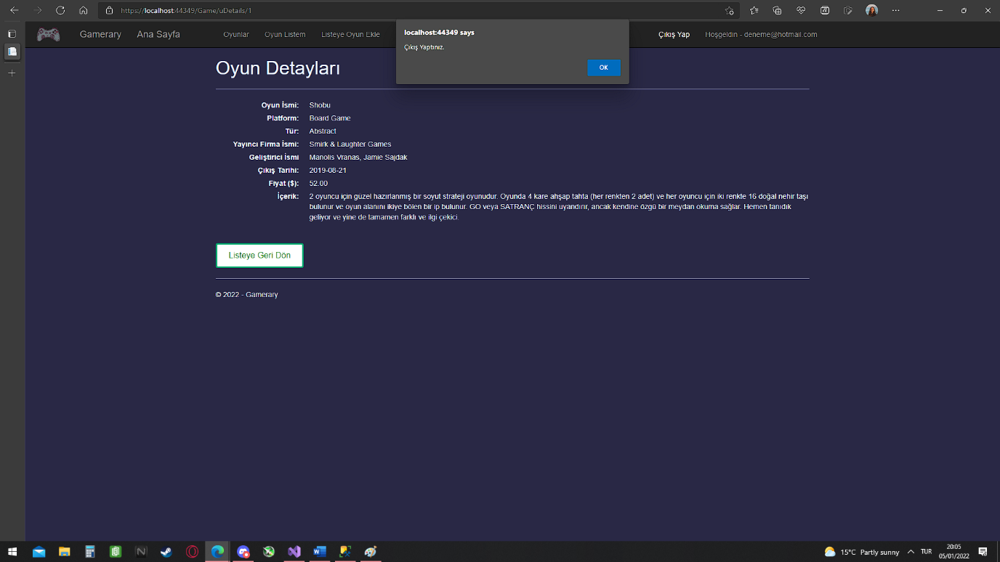 https://localhost:44349/Game/uDetails/1
Gamerary
Ana Sayfa
Oyunlar
Oyun Listem
Listeye Oyun Ekle
localhost:44349 says
Çıkış Yaptınız.
OK
Çıkış Yap
Hoşgeldin - deneme@hotmail.com
Oyun Detayları
Oyun İsmi: Shobu
Platform: Board Game
Tür: Abstract
Yayıncı Firma İsmi: Smirk & Laughter Games
Geliştirici İsmi Manolis Vranas, Jamie Sajdak
Çıkış Tarihi: 2019-08-21
Fiyat ($): 52.00
İçerik: 2 oyuncu için güzel hazırlanmış bir soyut strateji oyunudur. Oyunda 4 kare ahşap tahta (her renkten 2 adet) ve her oyuncu için iki renkte 16 doğal nehir taşı
bulunur ve oyun alanını ikiye bölen bir ip bulunur. GO veya SATRANÇ hissini uyandırır, ancak kendine özgü bir meydan okuma sağlar. Hemen tanıdık
geliyor ve yine de tamamen farklı ve ilgi çekici.
Listeye Geri Dön
© 2022 - Gamerary
15°C Partly sunny
TUR
20:05
05/01/2022